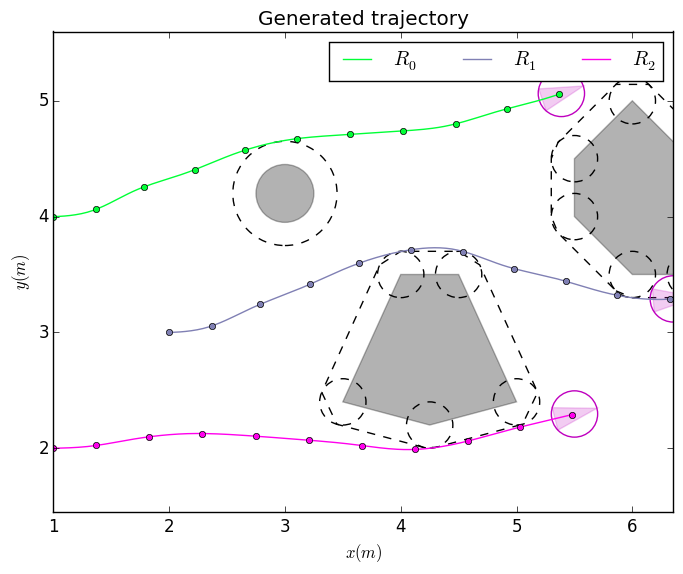 Generated trajectory
R₀ R₁ R₂
5
4
3
2
y(m)
1 2 3 4 5 6
x(m)